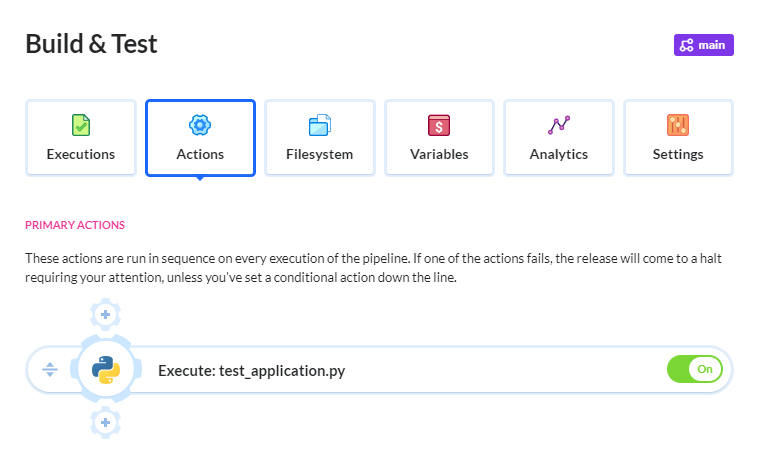 Build & Test
main
Executions
Actions
Filesystem
$
Variables
Analytics
Settings
PRIMARY ACTIONS
These actions are run in sequence on every execution of the pipeline. If one of the actions fails, the release will come to a halt
requiring your attention, unless you've set a conditional action down the line.
Execute: test_application.py
On